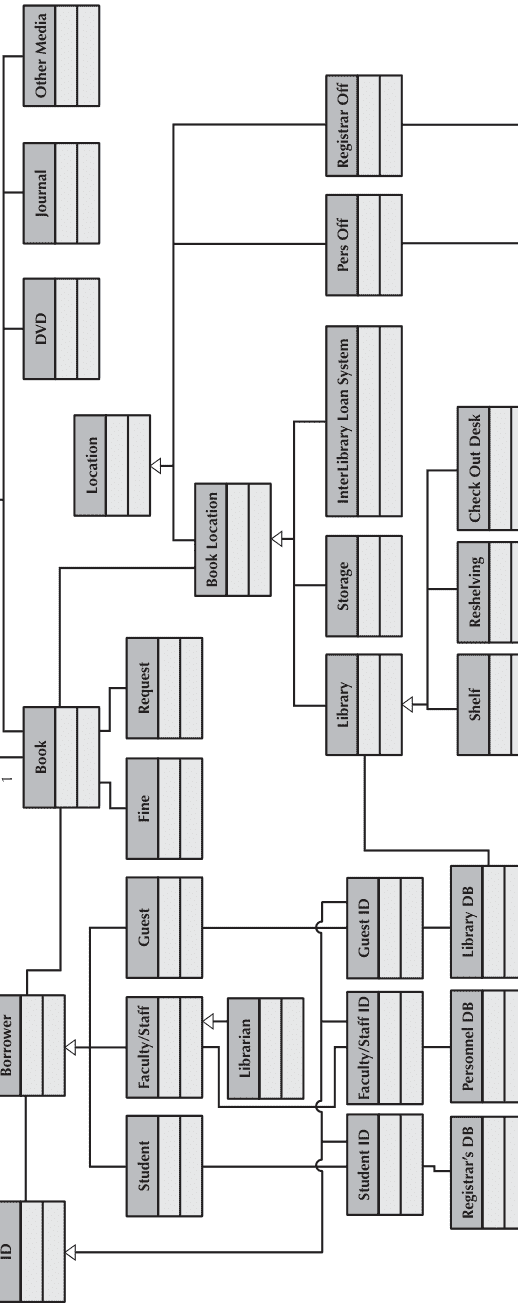 Other Media
Journal
DVD
Registrar Off
Pers Off
Location
InterLibrary Loan System
Book Location
Storage
Check Out Desk
Reshelving
Library
Shelf
Book
1
Request
Fine
Borrower
Guest
Faculty/Staff
Student
Librarian
ID
Guest ID
Faculty/Staff ID
Student ID
Library DB
Personnel DB
Registrar's DB